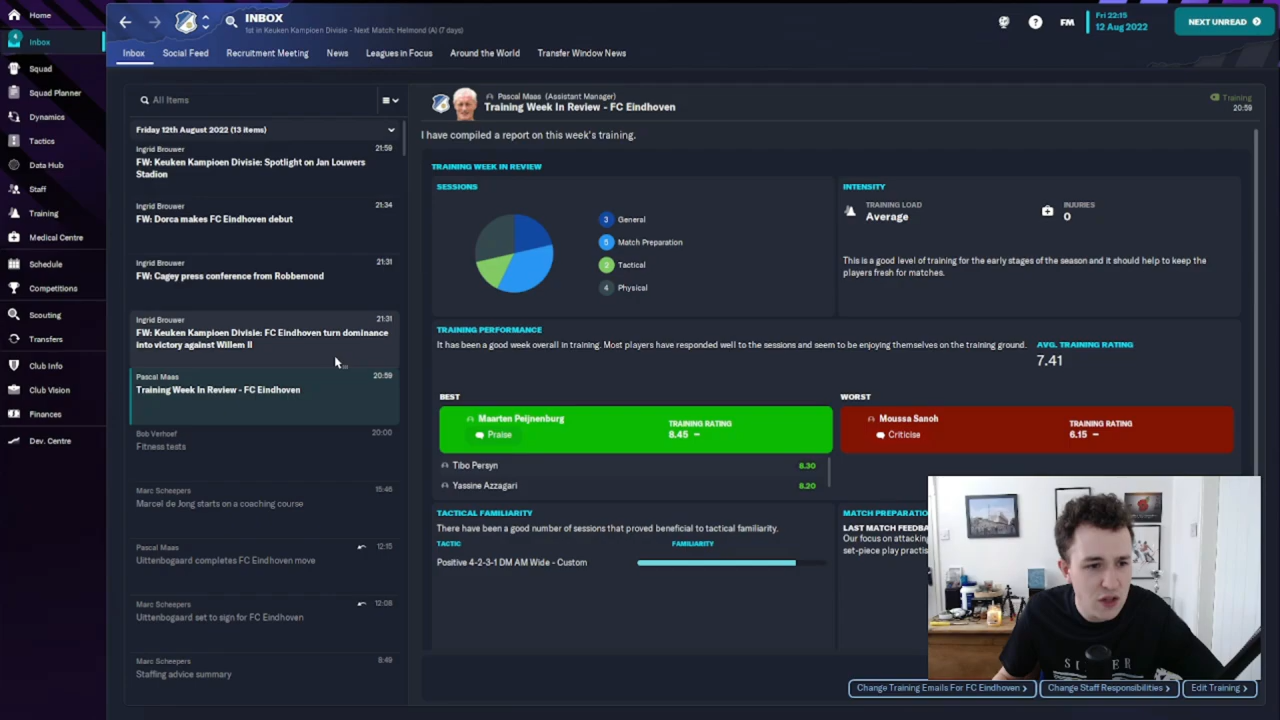 Home
Inbox
4
Squad
Squad Planner
Dynamics
Tactics
Data Hub
Staff
Training
Medical Centre
Schedule
Competitions
Scouting
Transfers
Club Info
Club Vision
Finances
Dev. Centre
INBOX
1st in Keuken Kampioen Divisie - Next Match: Helmond (A) (7 days)
FM
Fri 22:15
12 Aug 2022
NEXT UNREAD
Inbox
Social Feed
Recruitment Meeting
News
Leagues in Focus
Around the World
Transfer Window News
All Items
Friday 12th August 2022 (13 items)
Ingrid Brouwer 21:59
FW: Keuken Kampioen Divisie: Spotlight on Jan Louwers
Stadion
Ingrid Brouwer 21:34
FW: Dorca makes FC Eindhoven debut
Ingrid Brouwer 21:31
FW: Cagey press conference from Robbemond
Ingrid Brouwer 21:31
FW: Keuken Kampioen Divisie: FC Eindhoven turn dominance
into victory against Willem II
Pascal Maas 20:59
Training Week In Review - FC Eindhoven
Bob Verhoef 20:00
Fitness tests
Marc Scheepers 15:46
Marcel de Jong starts on a coaching course
Pascal Maas 12:15
Uittenbogaard completes FC Eindhoven move
Marc Scheepers 12:08
Uittenbogaard set to sign for FC Eindhoven
Marc Scheepers 8:49
Staffing advice summary
Pascal Maas (Assistant Manager)
Training Week In Review - FC Eindhoven
Training
20:59
I have compiled a report on this week's training.
TRAINING WEEK IN REVIEW
SESSIONS
3 General
5 Match Preparation
2 Tactical
4 Physical
INTENSITY
TRAINING LOAD
Average
INJURIES
0
This is a good level of training for the early stages of the season and it should help to keep the
players fresh for matches.
TRAINING PERFORMANCE
It has been a good week overall in training. Most players have responded well to the sessions and seem to be enjoying themselves on the training ground.
AVG. TRAINING RATING
7.41
BEST
Maarten Peijnenburg
Praise
TRAINING RATING
8.45 –
Tibo Persyn 8.30
Yassine Azzagari 8.20
WORST
Moussa Sanoh
Criticise
TRAINING RATING
6.15 –
TACTICAL FAMILIARITY
There have been a good number of sessions that proved beneficial to tactical familiarity.
TACTIC FAMILIARITY
Positive 4-2-3-1 DM AM Wide - Custom
MATCH PREPARATIO
LAST MATCH FEEDBA
Our focus on attacking
set-piece play practis
Change Training Emails For FC Eindhoven >
Change Staff Responsibilities >
Edit Training >